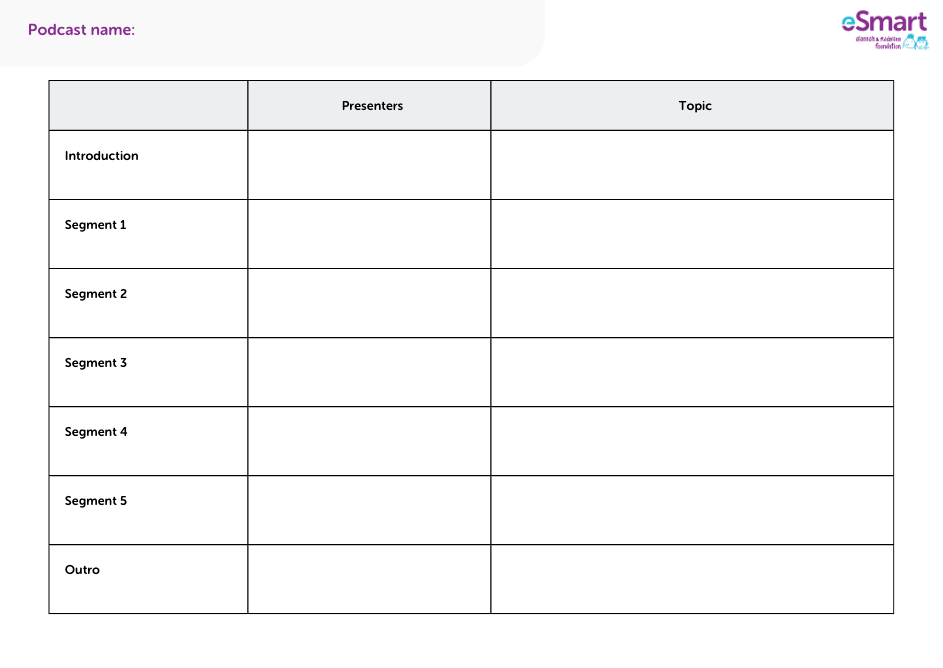 Podcast name:
eSmart
Alannah & Madeline
foundation
Presenters
Topic
Introduction
Segment 1
Segment 2
Segment 3
Segment 4
Segment 5
Outro